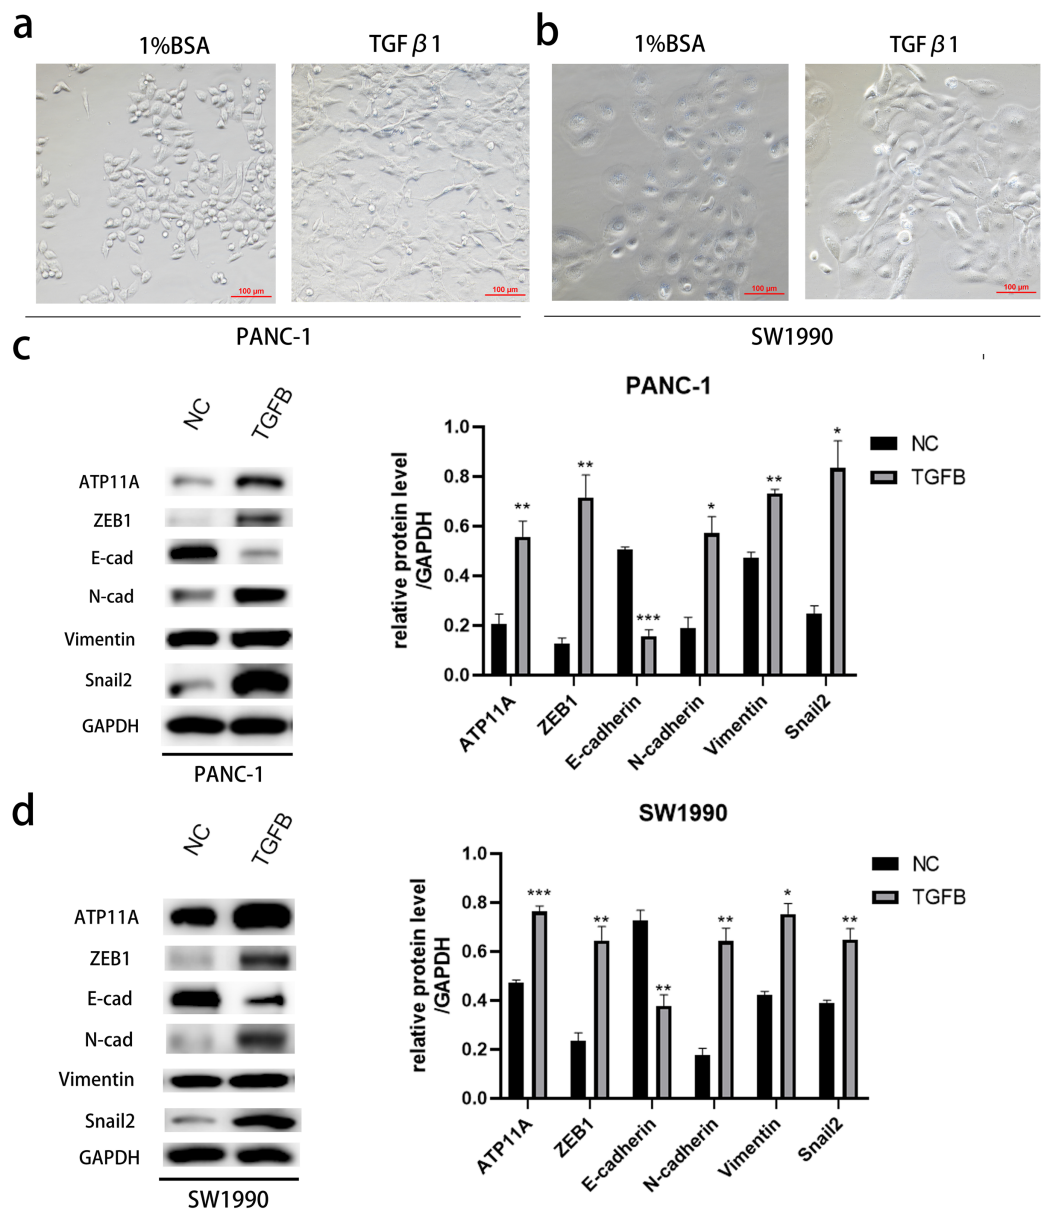 a
1%BSA
TGFβ1
100 μm
100 μm
PANC-1
b
1%BSA
TGFβ1
100 μm
100 μm
SW1990
c
NC
TGFB
ATP11A
ZEB1
E-cad
N-cad
Vimentin
Snail2
GAPDH
PANC-1
PANC-1
relative protein level
/GAPDH
1.0
0.8
0.6
0.4
0.2
0.0
**
**
***
*
**
*
NC
TGFB
ATP11A
ZEB1
E-cadherin
N-cadherin
Vimentin
Snail2
d
NC
TGFB
ATP11A
ZEB1
E-cad
N-cad
Vimentin
Snail2
GAPDH
SW1990
SW1990
relative protein level
/GAPDH
1.0
0.8
0.6
0.4
0.2
0.0
***
**
**
**
*
**
NC
TGFB
ATP11A
ZEB1
E-cadherin
N-cadherin
Vimentin
Snail2